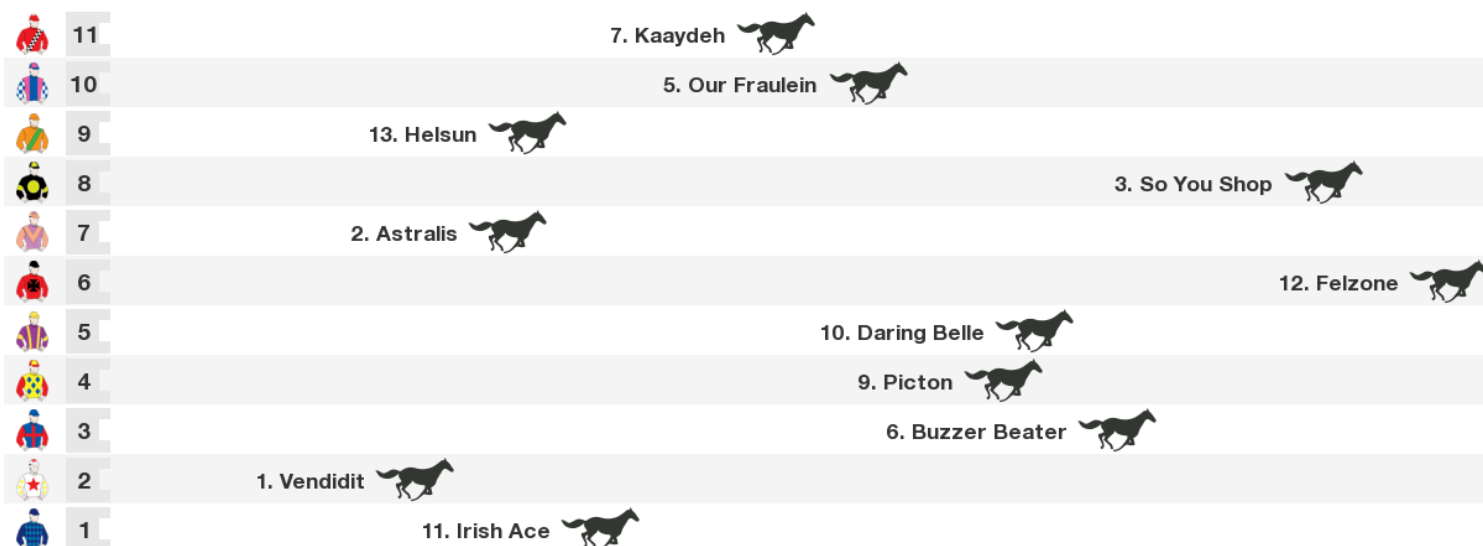 11 7. Kaaydeh
10 5. Our Fraulein
9 13. Helsun
8 3. So You Shop
7 2. Astralis
6 12. Felzone
5 10. Daring Belle
4 9. Picton
3 6. Buzzer Beater
2 1. Vendidit
1 11. Irish Ace